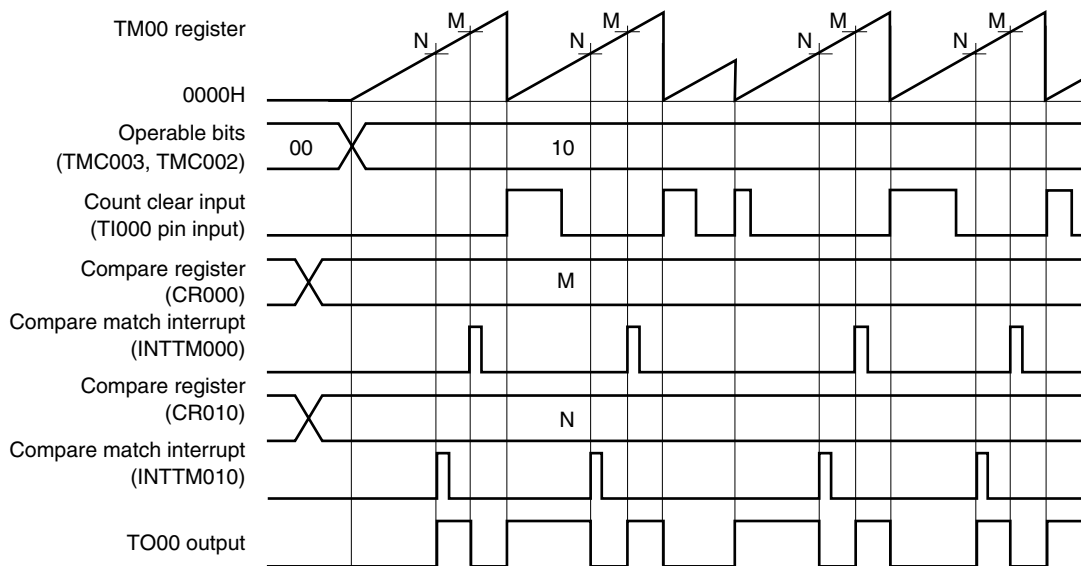 TM00 register
N M N M N M N M
0000H
Operable bits
(TMC003, TMC002)
00 10
Count clear input
(TI000 pin input)
Compare register
(CR000)
M
Compare match interrupt
(INTTM000)
Compare register
(CR010)
N
Compare match interrupt
(INTTM010)
TO00 output